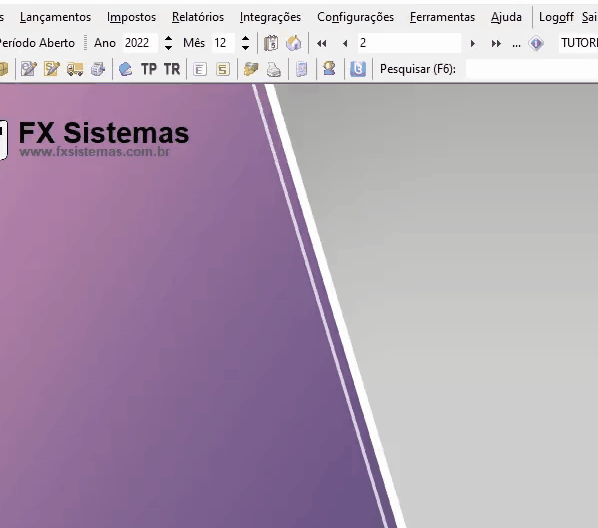 s Lançamentos Impostos Relatórios Integrações Configurações Ferramentas Ajuda Logoff Sai
Período Aberto Ano 2022 Mês 12 2 ... TUTORI
TP TR E S Pesquisar (F6):
FX Sistemas
www.fxsistemas.com.br